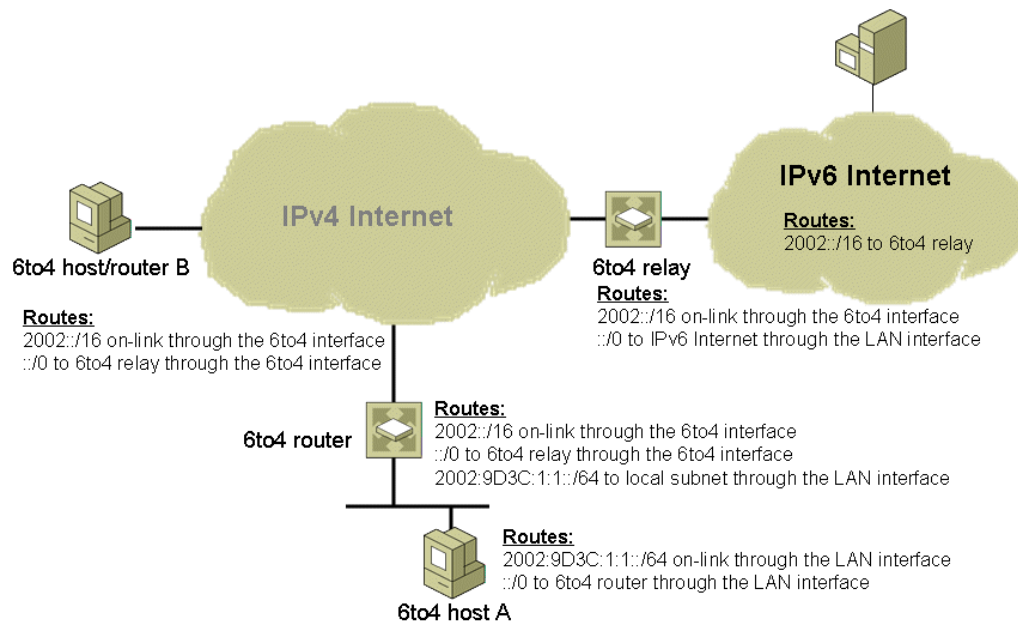 IPv4 Internet
IPv6 Internet
Routes:
2002::/16 to 6to4 relay
6to4 host/router B
Routes:
2002::/16 on-link through the 6to4 interface
::/0 to 6to4 relay through the 6to4 interface
6to4 relay
Routes:
2002::/16 on-link through the 6to4 interface
::/0 to IPv6 Internet through the LAN interface
6to4 router
Routes:
2002::/16 on-link through the 6to4 interface
::/0 to 6to4 relay through the 6to4 interface
2002:9D3C:1:1::/64 to local subnet through the LAN interface
6to4 host A
Routes:
2002:9D3C:1:1::/64 on-link through the LAN interface
::/0 to 6to4 router through the LAN interface